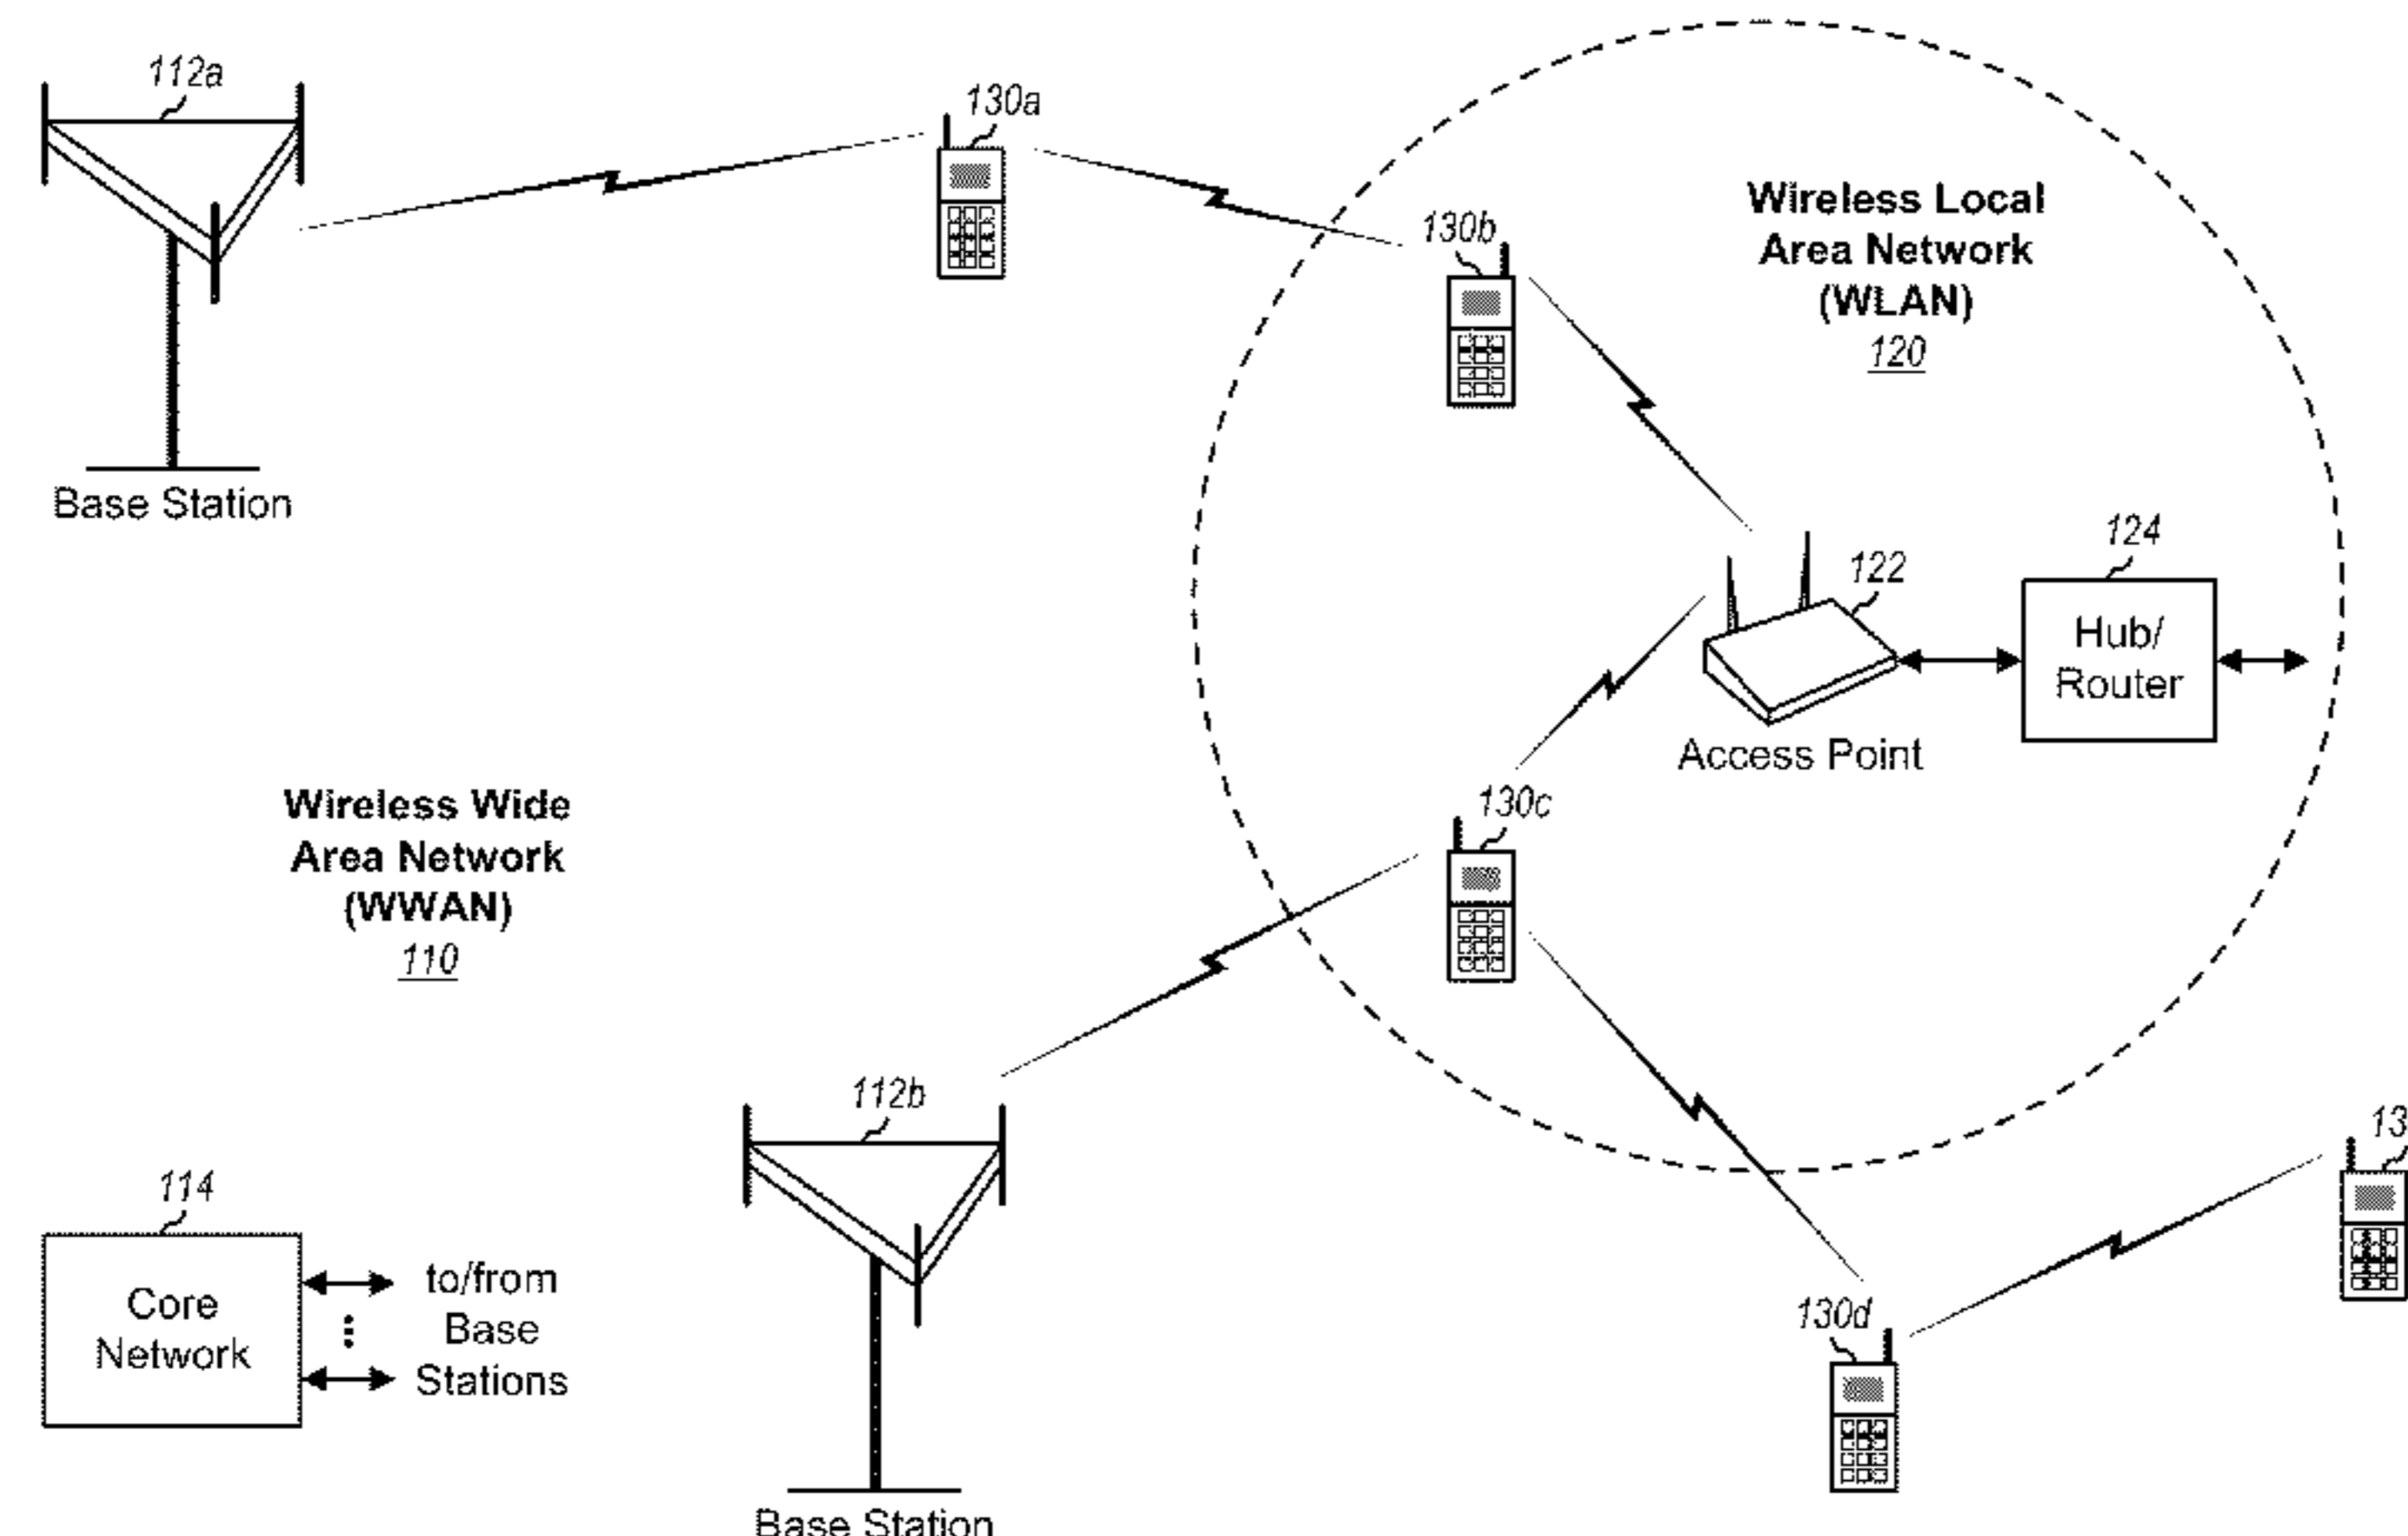 112a
130a
130b
Wireless Local
Area Network
(WLAN)
120
Base Station
124
122
Hub/
Router
Access Point
Wireless Wide
Area Network
(WWAN)
110
130c
112b
13
114
Core
Network
to/from
Base
Stations
130d
Base Station